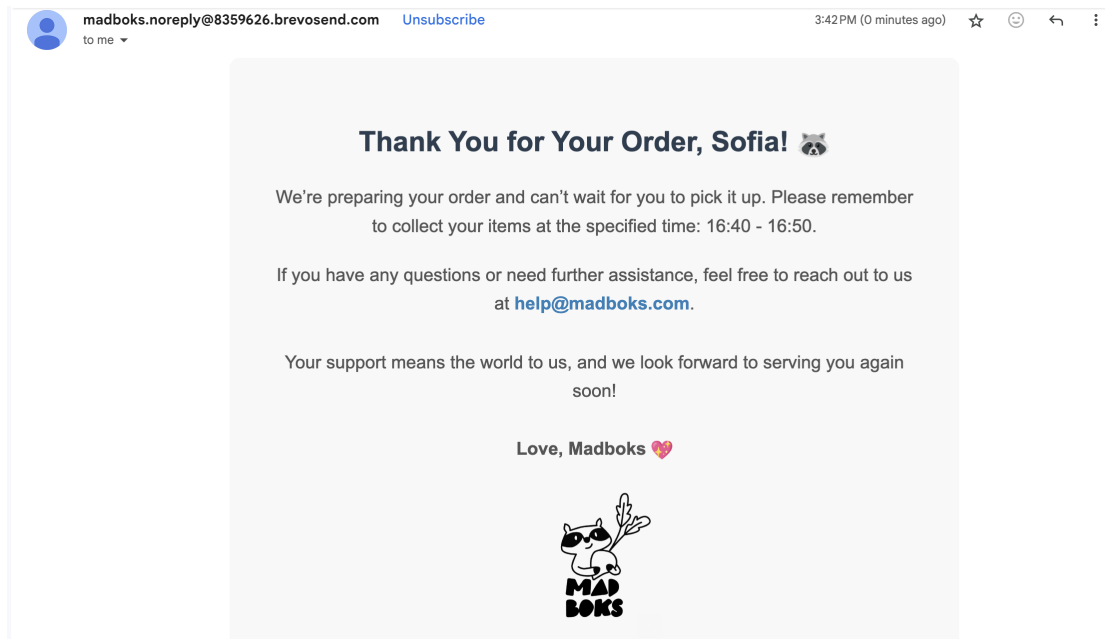 madboks.noreply@8359626.brevosend.com Unsubscribe 3:42 PM (0 minutes ago)
to me
Thank You for Your Order, Sofia! 🦝
We’re preparing your order and can’t wait for you to pick it up. Please remember
to collect your items at the specified time: 16:40 - 16:50.
If you have any questions or need further assistance, feel free to reach out to us
at help@madboks.com.
Your support means the world to us, and we look forward to serving you again
soon!
Love, Madboks 💖
MAD
BOKS